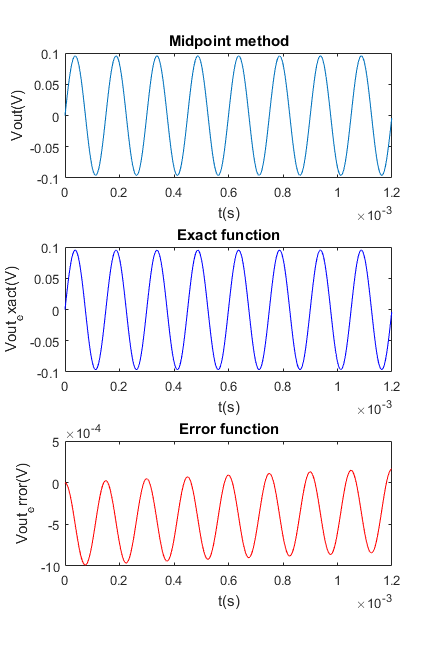 Midpoint method
Vout(V)
0.1
0.05
0
-0.05
-0.1
0 0.2 0.4 0.6 0.8 1 1.2
t(s)
×10⁻³
Exact function
Vout_exact(V)
0.1
0.05
0
-0.05
-0.1
0 0.2 0.4 0.6 0.8 1 1.2
t(s)
×10⁻³
Error function
×10⁻⁴
Vout_error(V)
5
0
-5
-10
0 0.2 0.4 0.6 0.8 1 1.2
t(s)
×10⁻³